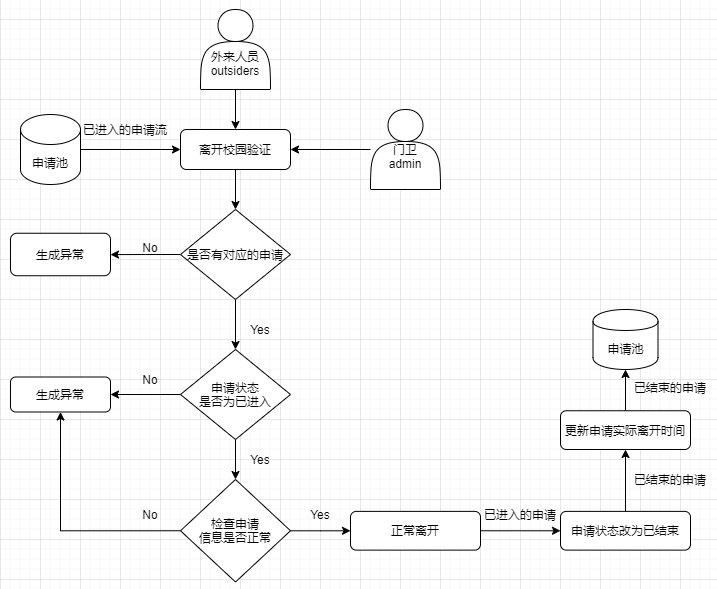 外来人员
outsiders
已进入的申请流
申请池
离开校园验证
门卫
admin
生成异常
No
是否有对应的申请
Yes
申请池
生成异常
No
申请状态
是否为已进入
已结束的申请
更新申请实际离开时间
Yes
已结束的申请
No
检查申请
信息是否正常
Yes
正常离开
已进入的申请
申请状态改为已结束